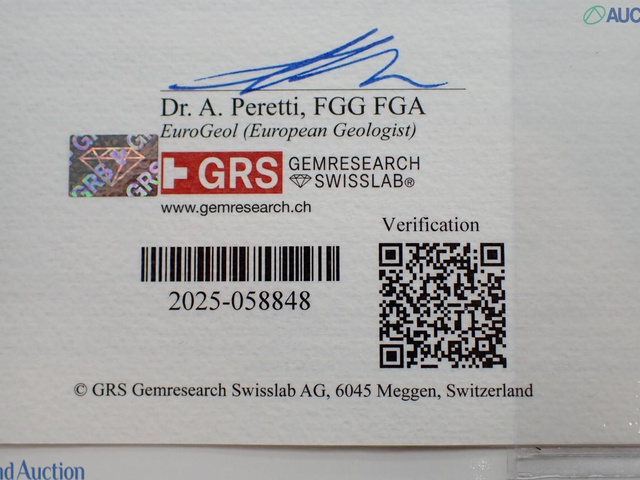 AUC
Dr. A. Peretti, FGG FGA
EuroGeol (European Geologist)
GRS GEMRESEARCH
SWISSLAB®
www.gemresearch.ch
Verification
2025-058848
© GRS Gemresearch Swisslab AG, 6045 Meggen, Switzerland
nd Auction